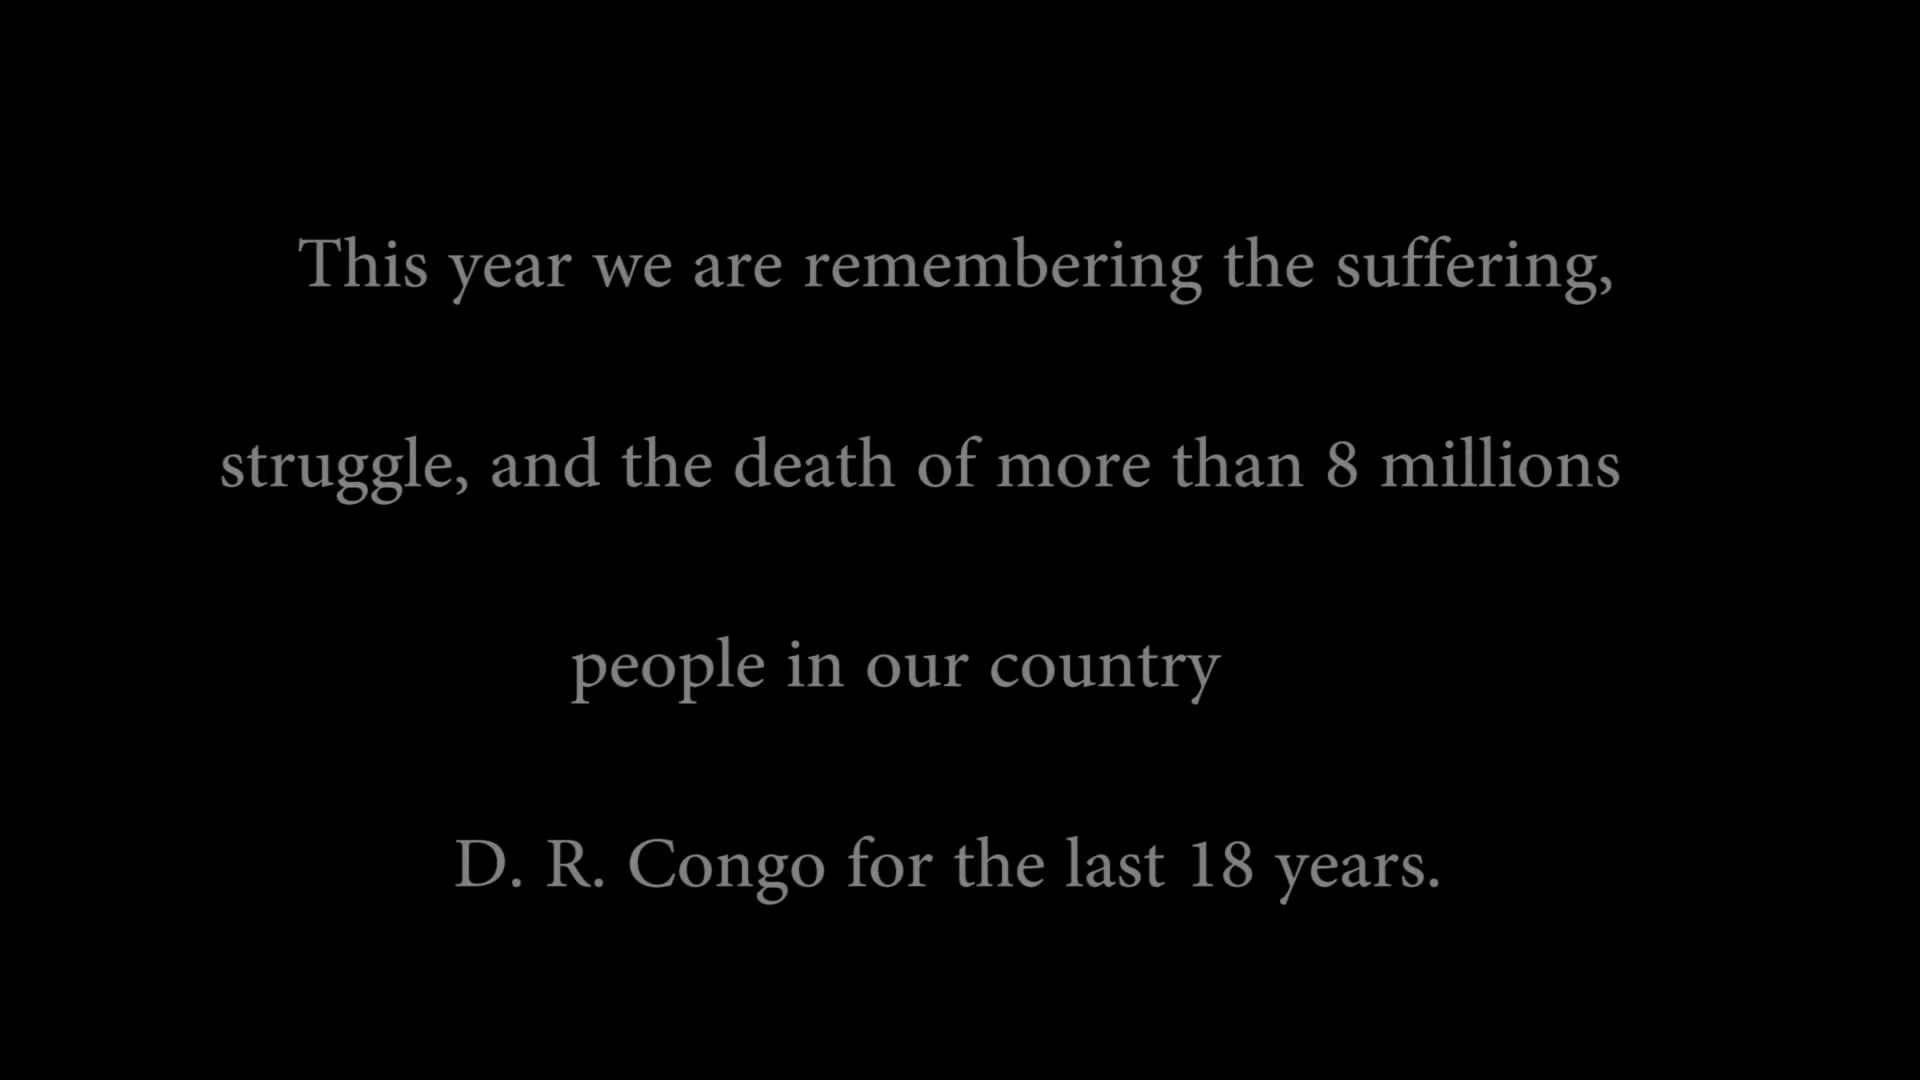 This year we are remembering the suffering,
struggle, and the death of more than 8 millions
people in our country
D. R. Congo for the last 18 years.